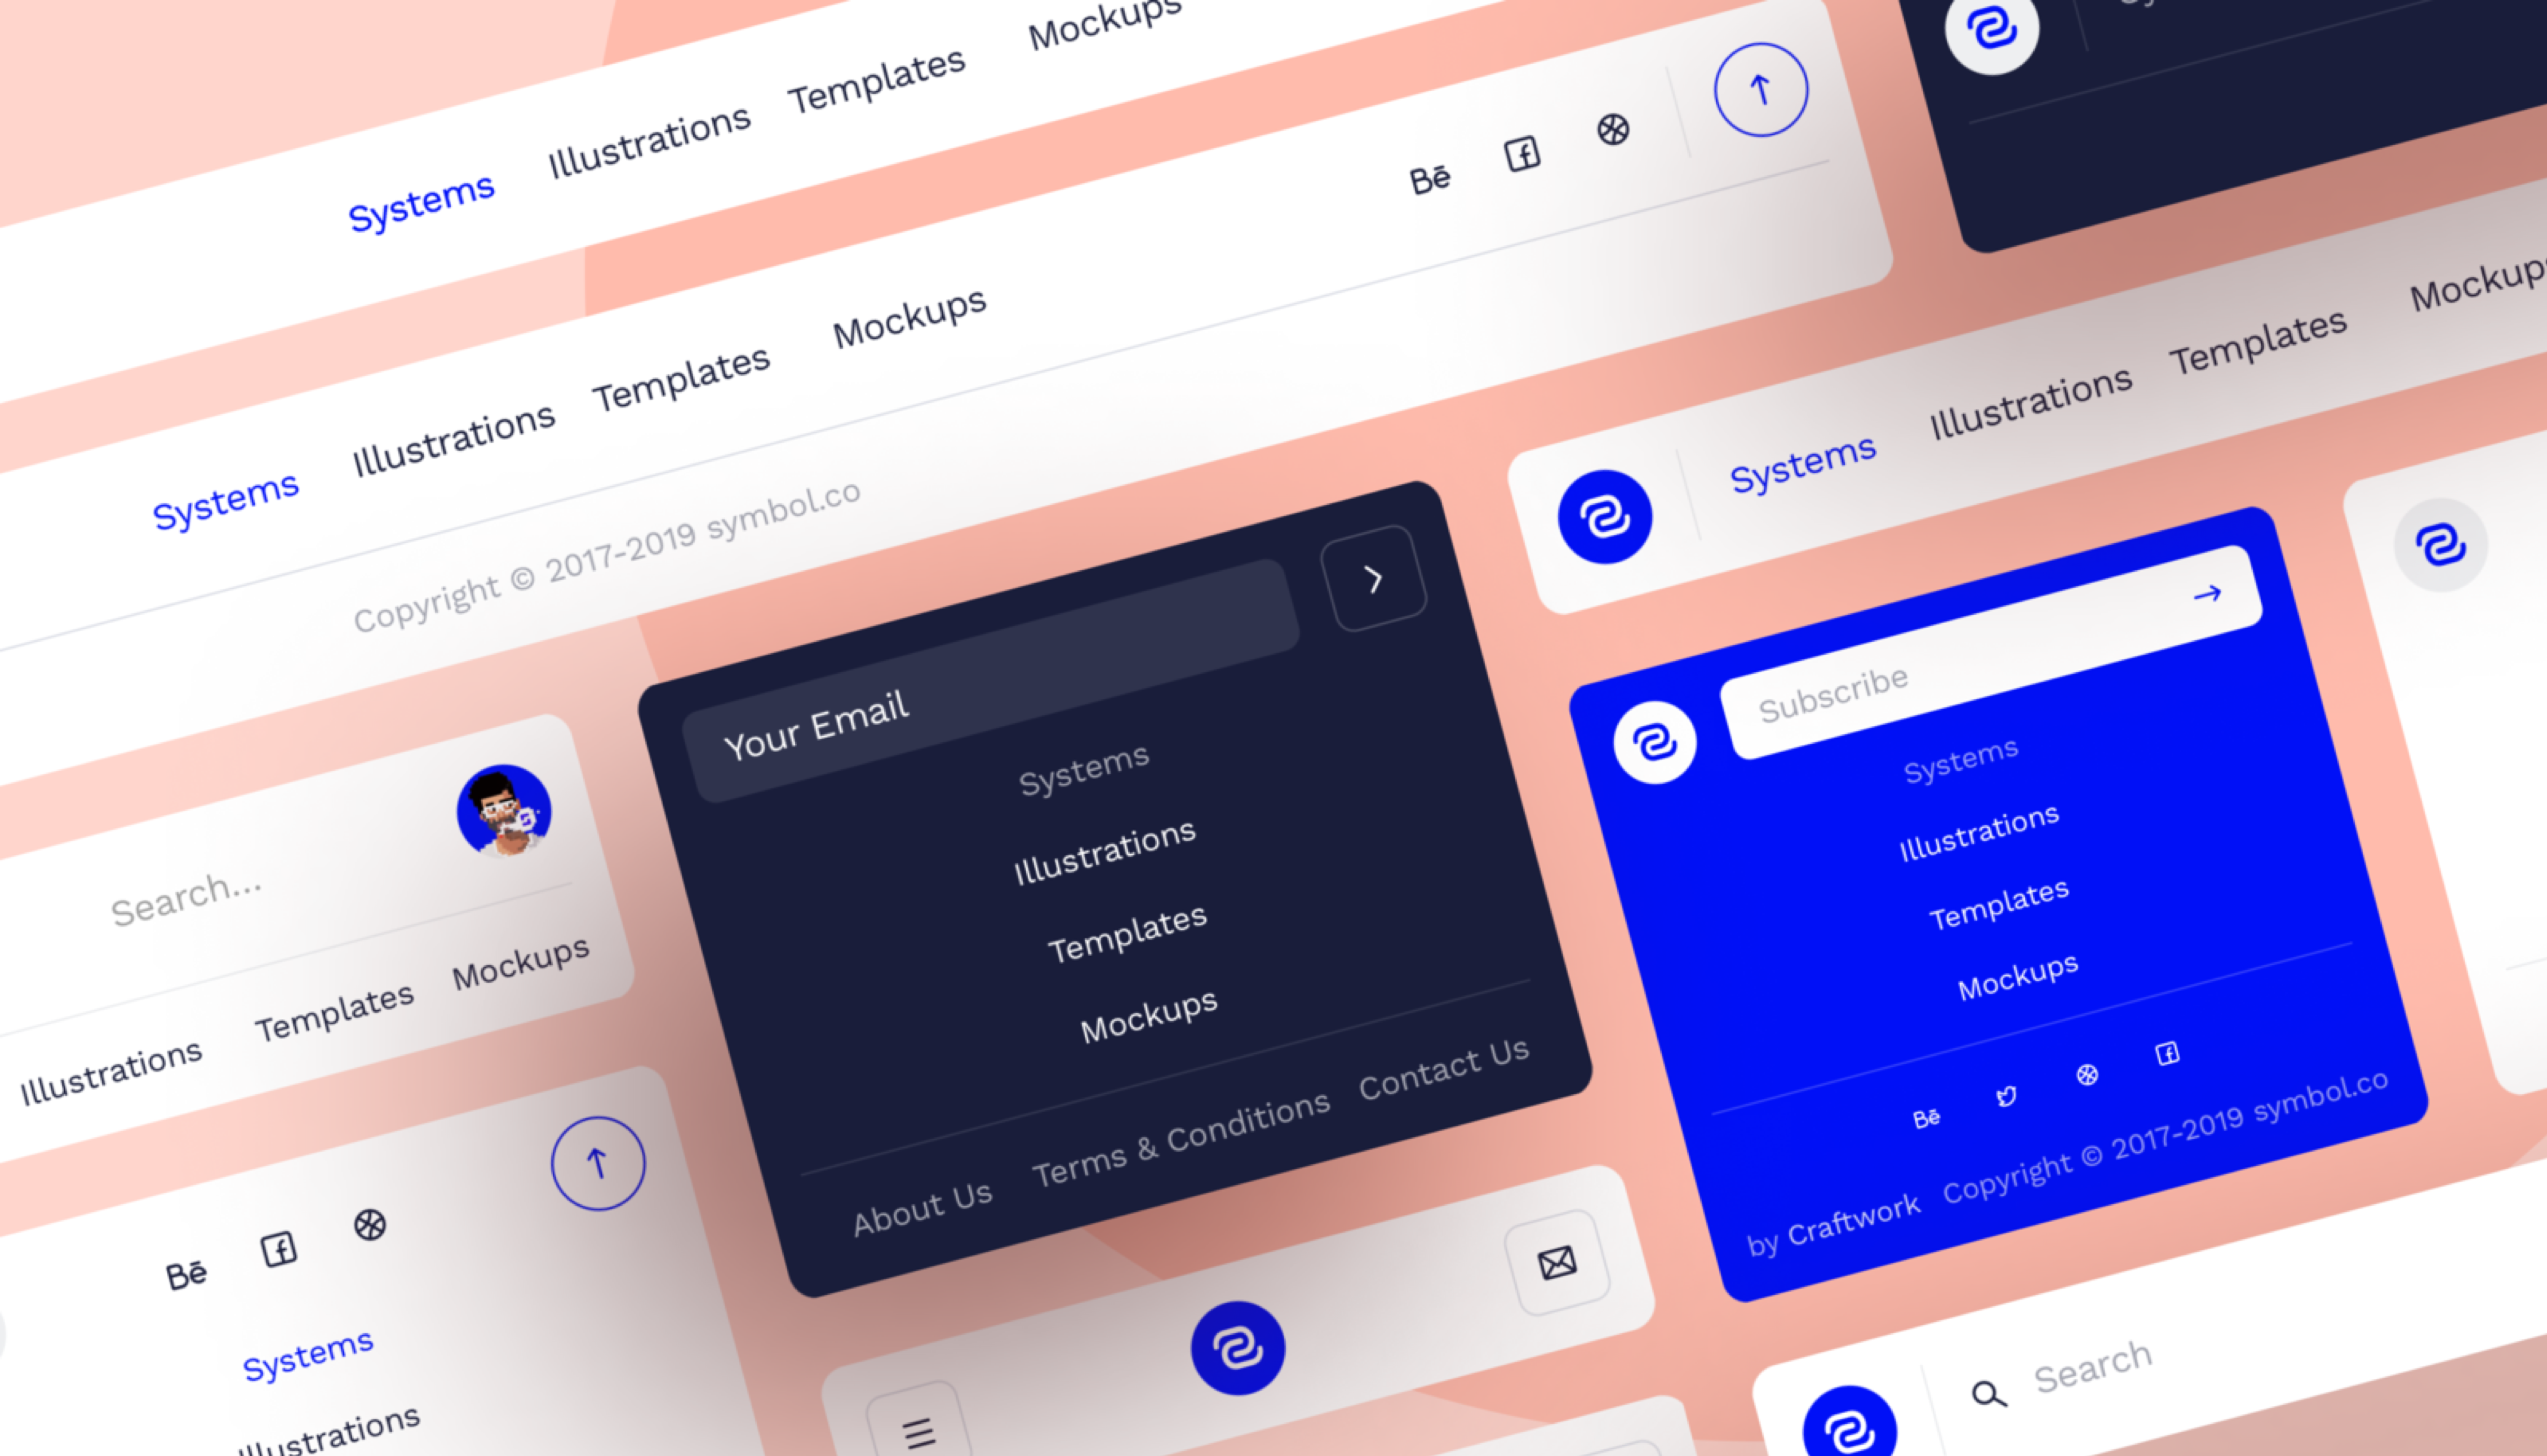 Systems Illustrations Templates Mockups
Systems Illustrations Templates Mockups
Bē
Copyright © 2017-2019 symbol.co
Systems Illustrations Templates Mockups
Search...
Illustrations Templates Mockups
Your Email
Systems
Illustrations
Templates
Mockups
About Us Terms & Conditions Contact Us
Subscribe
Systems
Illustrations
Templates
Mockups
Bē
by Craftwork Copyright © 2017-2019 symbol.co
Bē
Systems
Illustrations
Search